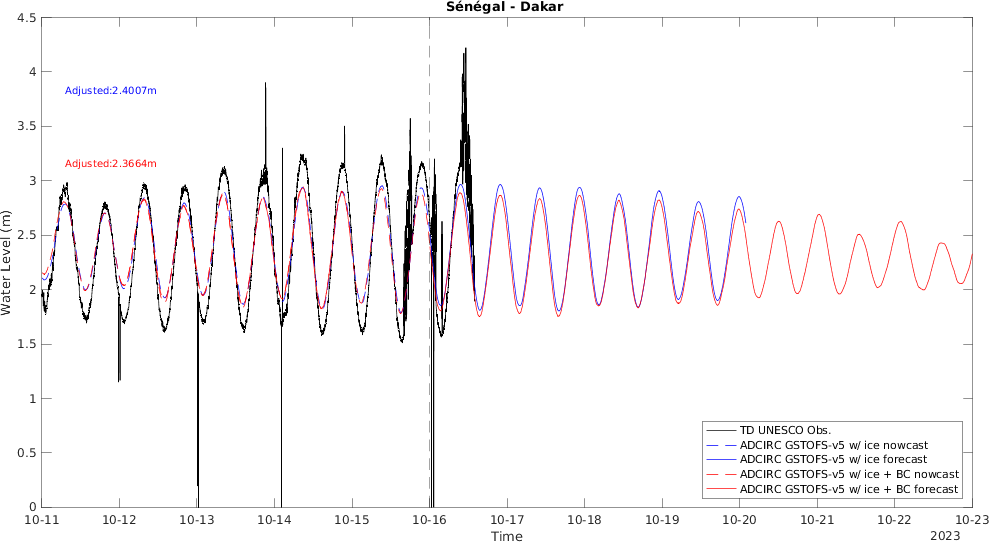 Sénégal - Dakar
4.5
4
3.5
3
2.5
2
1.5
1
0.5
0
Water Level (m)
Adjusted:2.4007m
Adjusted:2.3664m
TD UNESCO Obs.
ADCIRC GSTOFS-v5 w/ ice nowcast
ADCIRC GSTOFS-v5 w/ ice forecast
ADCIRC GSTOFS-v5 w/ ice + BC nowcast
ADCIRC GSTOFS-v5 w/ ice + BC forecast
10-11 10-12 10-13 10-14 10-15 10-16 10-17 10-18 10-19 10-20 10-21 10-22 10-23
Time
2023